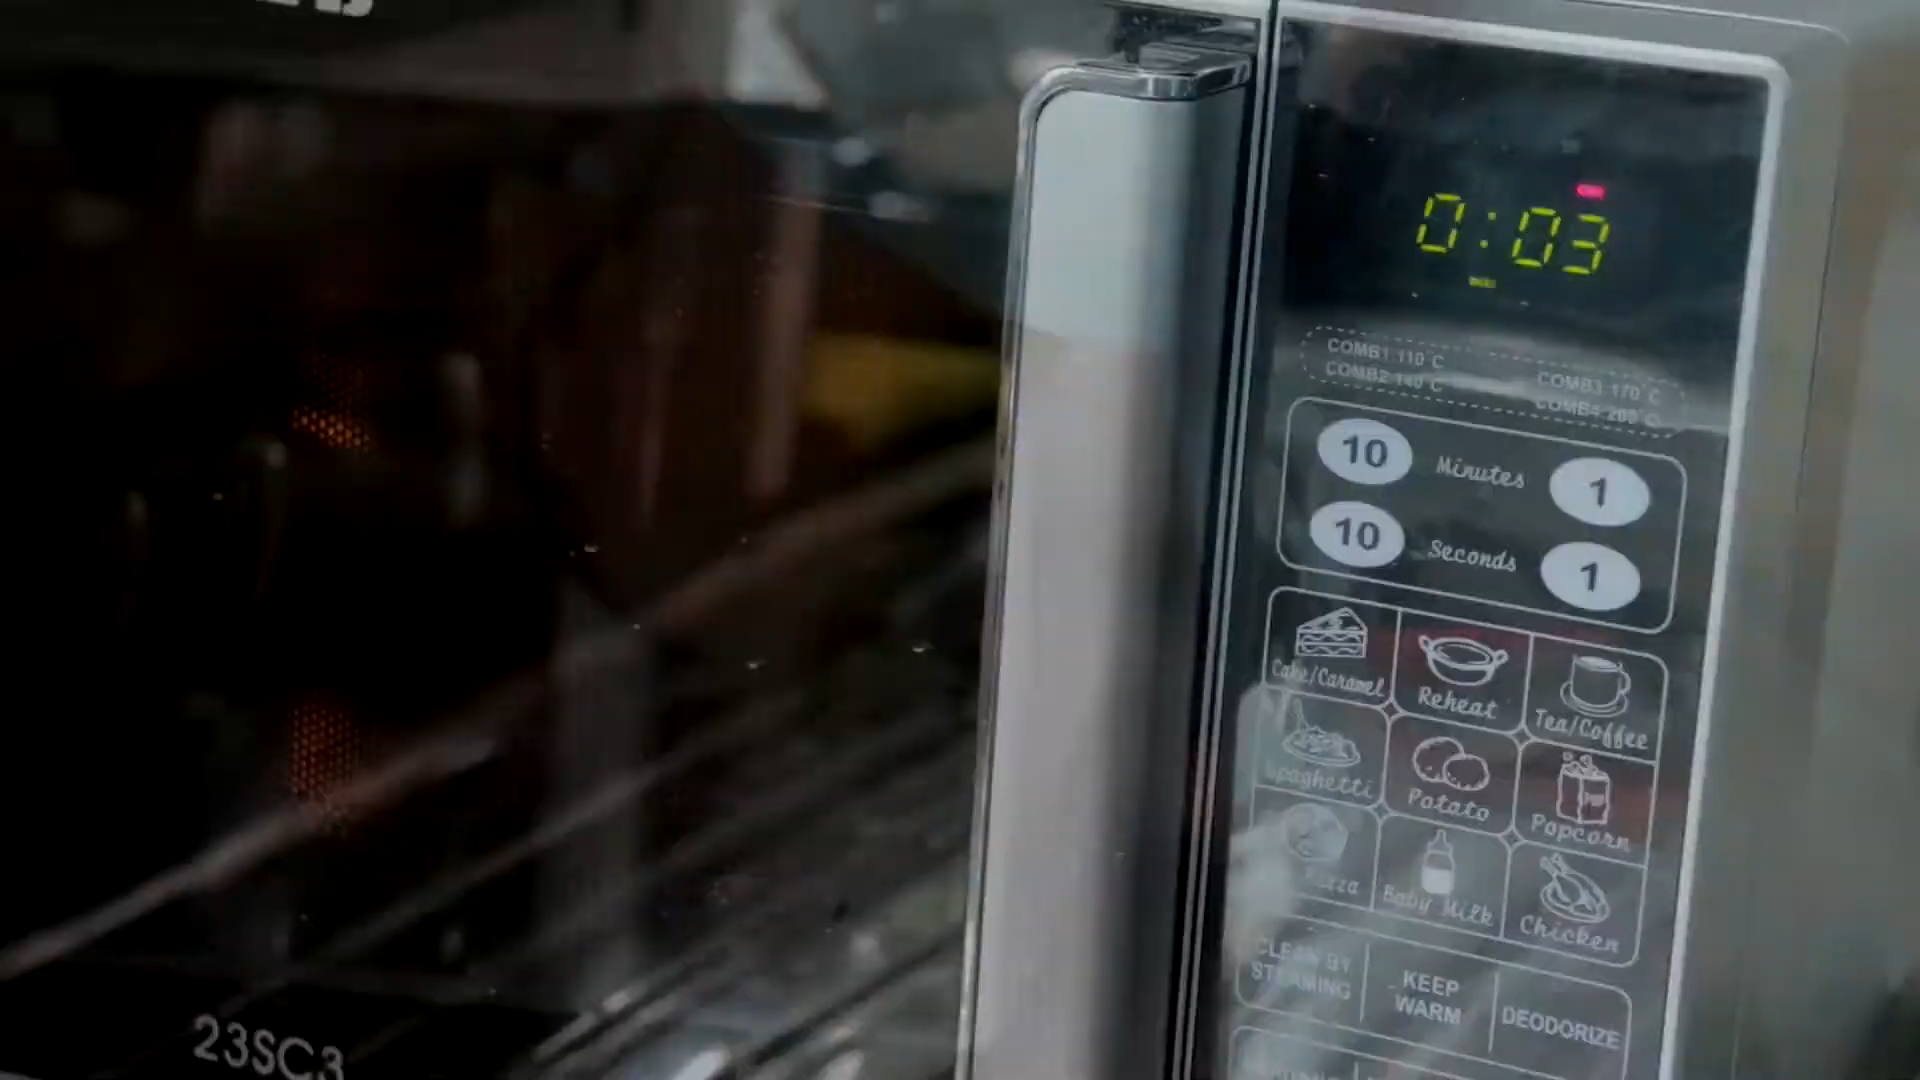 0:03
COMB1 110°C
COMB2 140°C
COMB3 170°C
COMB4 200°C
10 Minutes 1
10 Seconds 1
Cake/Caramel
Reheat
Tea/Coffee
Spaghetti
Potato
Popcorn
Pizza
Baby Milk
Chicken
CLEAN BY
STEAMING
KEEP
WARM
DEODORIZE
23SC3